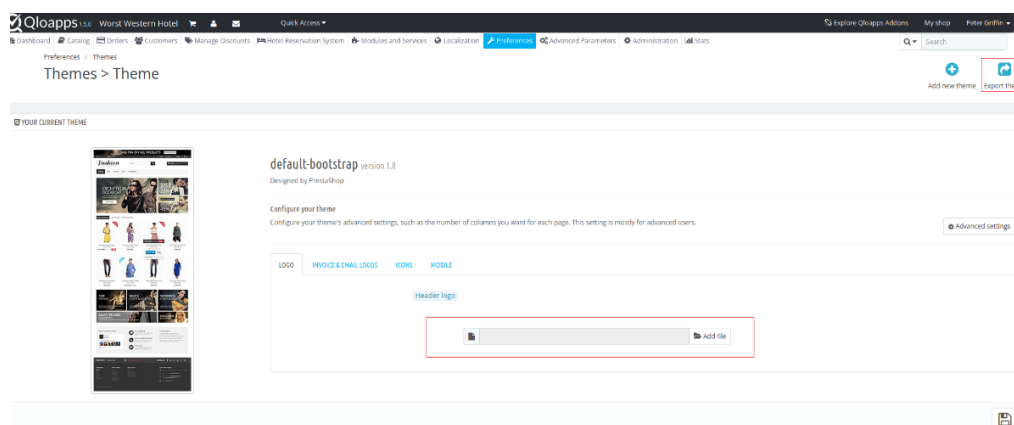 Qloapps 1.5.0 Worst Western Hotel Quick Access Explore Qloapps Addons My shop Peter Griffin
Dashboard Catalog Orders Customers Manage Discounts Hotel Reservation System Modules and Services Localization Preferences Advanced Parameters Administration Stats
Search
Preferences / Themes
Themes > Theme
Add new theme Export the
YOUR CURRENT THEME
Fashion
default-bootstrap version 1.0
Designed by PrestaShop
Configure your theme
Configure your theme's advanced settings, such as the number of columns you want for each page. This setting is mostly for advanced users.
Advanced settings
LOGO INVOICE & EMAIL LOGOS ICONS MOBILE
Header logo
Add file